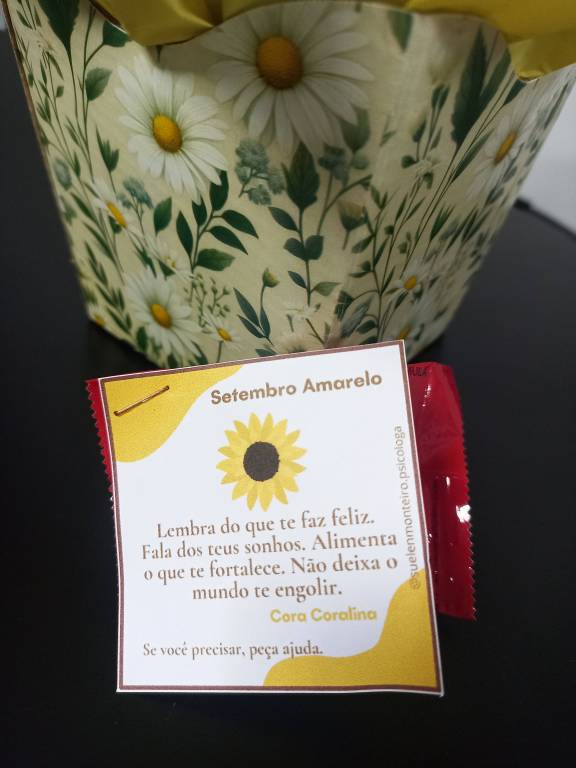 Setembro Amarelo
Lembra do que te faz feliz.
Fala dos teus sonhos. Alimenta
o que te fortalece. Não deixa o
mundo te engolir.
Cora Coralina
Se você precisar, peça ajuda.
@suelenmonteiro.psicologa